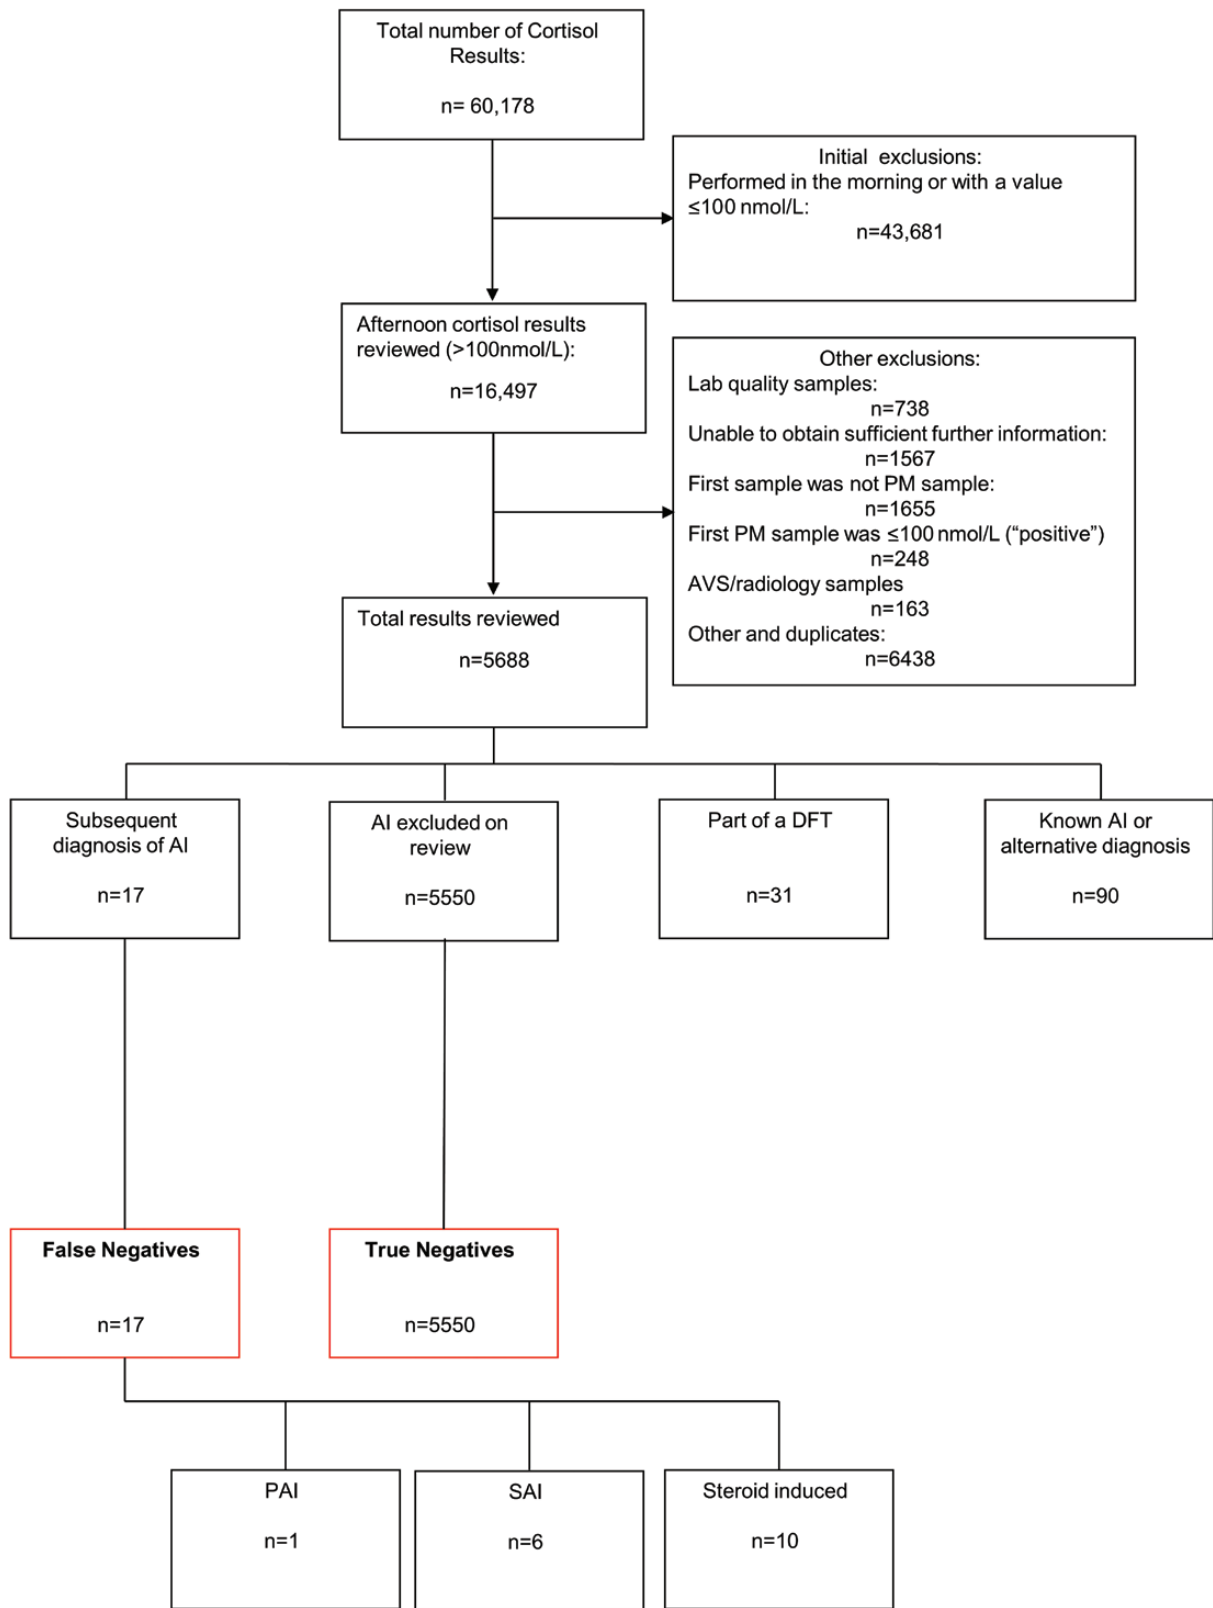 Total number of Cortisol
Results:
n= 60,178
Initial exclusions:
Performed in the morning or with a value
≤100 nmol/L:
n=43,681
Afternoon cortisol results
reviewed (>100nmol/L):
n=16,497
Other exclusions:
Lab quality samples:
n=738
Unable to obtain sufficient further information:
n=1567
First sample was not PM sample:
n=1655
First PM sample was ≤100 nmol/L (“positive”)
n=248
AVS/radiology samples
n=163
Other and duplicates:
n=6438
Total results reviewed
n=5688
Subsequent
diagnosis of AI
n=17
AI excluded on
review
n=5550
Part of a DFT
n=31
Known AI or
alternative diagnosis
n=90
False Negatives
n=17
True Negatives
n=5550
PAI
n=1
SAI
n=6
Steroid induced
n=10